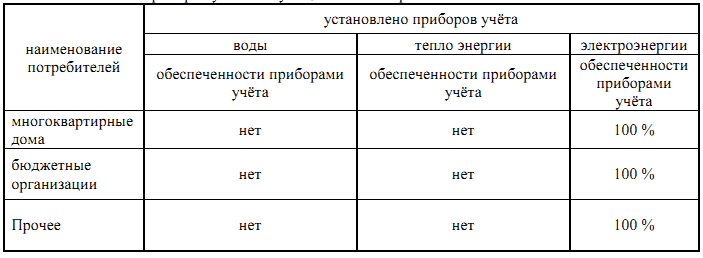 наименование
потребителей
установлено приборов учёта
воды
тепло энергии
электроэнергии
обеспеченности приборами
учёта
обеспеченности приборами
учёта
обеспеченности
приборами
учёта
многоквартирные
дома
нет
нет
100 %
бюджетные
организации
нет
нет
100 %
Прочее
нет
нет
100 %